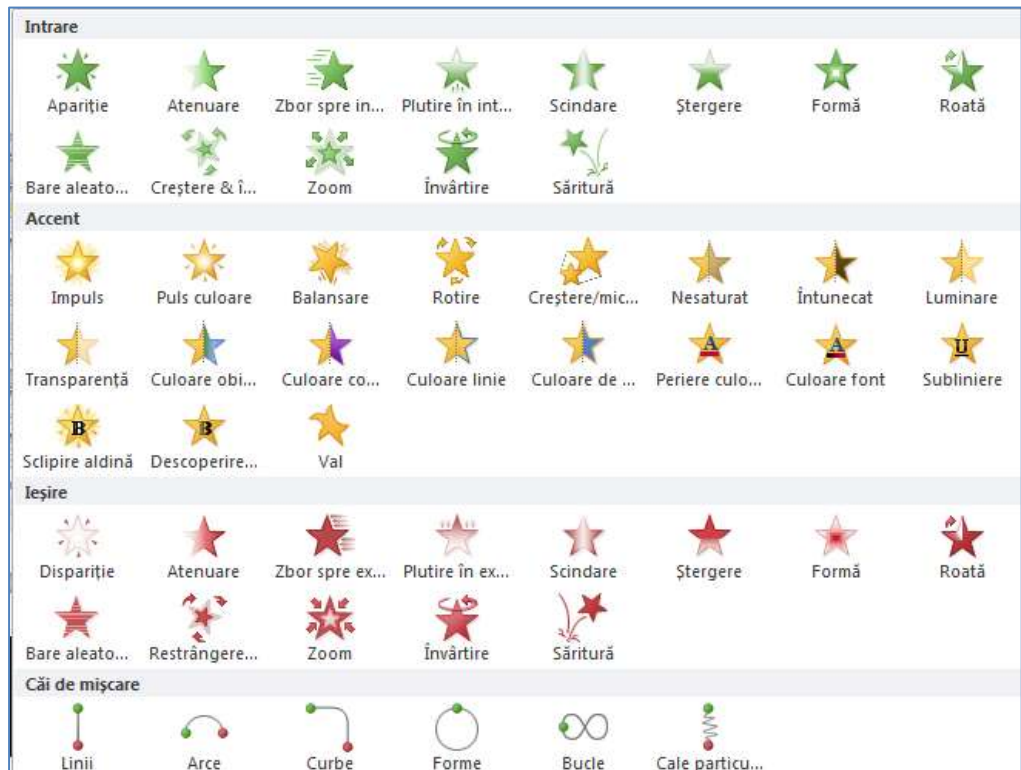 Intrare
Apariție Atenuare Zbor spre in... Plutire în int... Scindare Ștergere Formă Roată
Bare aleato... Creștere & î... Zoom Învârtire Săritură
Accent
Impuls Puls culoare Balansare Rotire Creștere/mic... Nesaturat Întunecat Luminare
Transparență Culoare obi... Culoare co... Culoare linie Culoare de ... Periere culo... Culoare font Subliniere
Sclipire aldină Descoperire... Val
Ieșire
Dispariție Atenuare Zbor spre ex... Plutire în ex... Scindare Ștergere Formă Roată
Bare aleato... Restrângere... Zoom Învârtire Săritură
Căi de mișcare
Linii Arce Curbe Forme Bucle Cale particu...